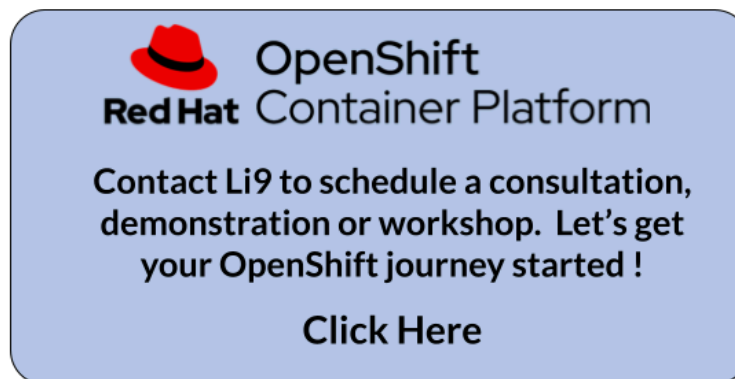 OpenShift
Red Hat Container Platform
Contact Li9 to schedule a consultation,
demonstration or workshop.  Let's get
your OpenShift journey started !
Click Here